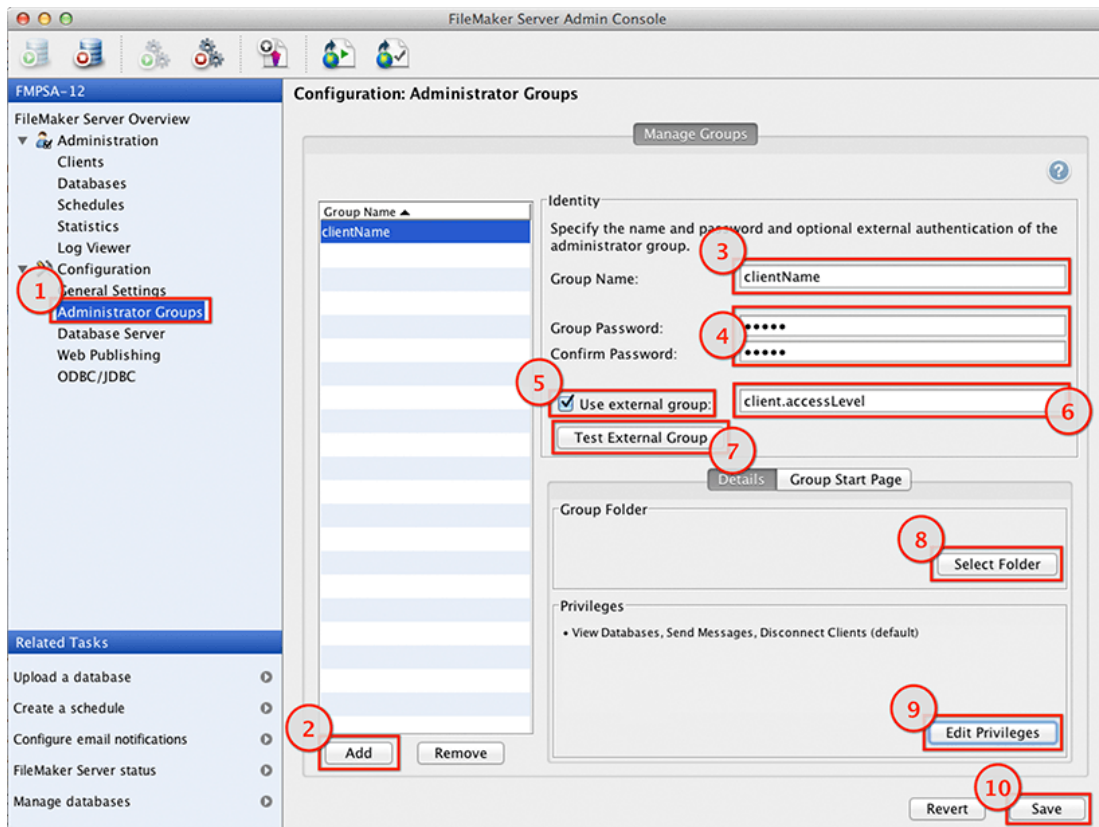 FileMaker Server Admin Console
FMPSA-12
FileMaker Server Overview
Administration
Clients
Databases
Schedules
Statistics
Log Viewer
Configuration
1
General Settings
Administrator Groups
Database Server
Web Publishing
ODBC/JDBC
Related Tasks
Upload a database
Create a schedule
Configure email notifications
FileMaker Server status
Manage databases
Configuration: Administrator Groups
Manage Groups
?
Group Name
clientName
2
Add
Remove
Identity
Specify the name and password and optional external authentication of the
administrator group.
3
Group Name:
clientName
Group Password:
•••••
4
Confirm Password:
•••••
5
Use external group:
client.accessLevel
6
Test External Group
7
Details
Group Start Page
Group Folder
8
Select Folder
Privileges
• View Databases, Send Messages, Disconnect Clients (default)
9
Edit Privileges
10
Revert
Save